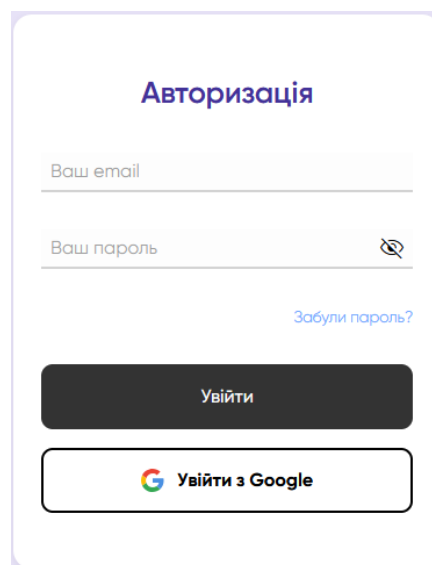 Авторизація
Ваш email
Ваш пароль
Забули пароль?
Увійти
Увійти з Google